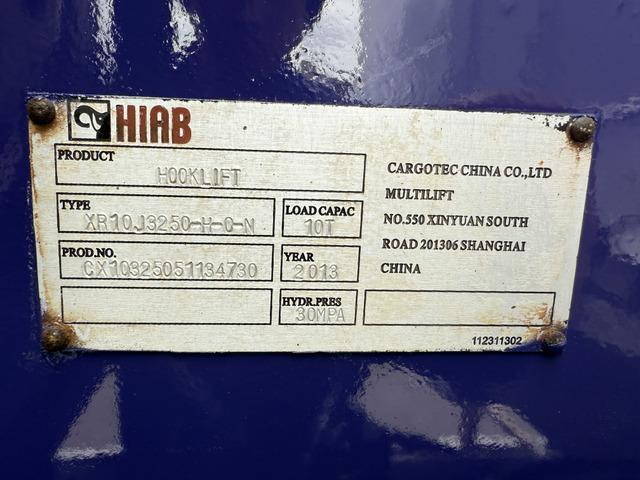 HIAB
PRODUCT
HOOKLIFT
TYPE
XR10J3250-H-O-N
LOAD CAPAC
10T
PROD.NO.
CX10325051134730
YEAR
2013
HYDR.PRES
30MPA
CARGOTEC CHINA CO.,LTD
MULTILIFT
NO.550 XINYUAN SOUTH
ROAD 201306 SHANGHAI
CHINA
112311302